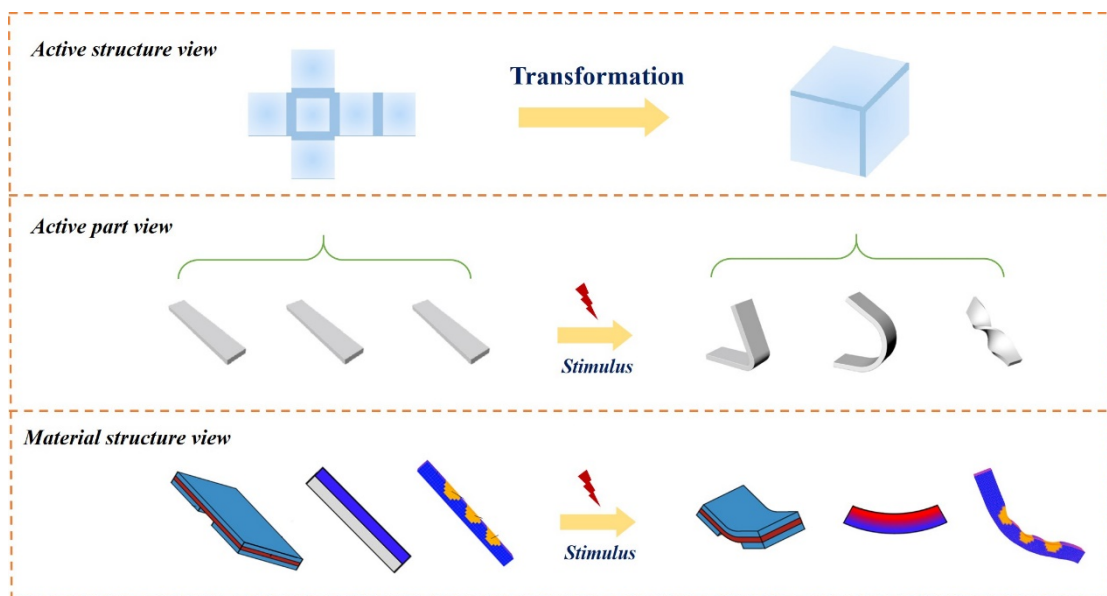 Active structure view
Transformation
Active part view
Stimulus
Material structure view
Stimulus